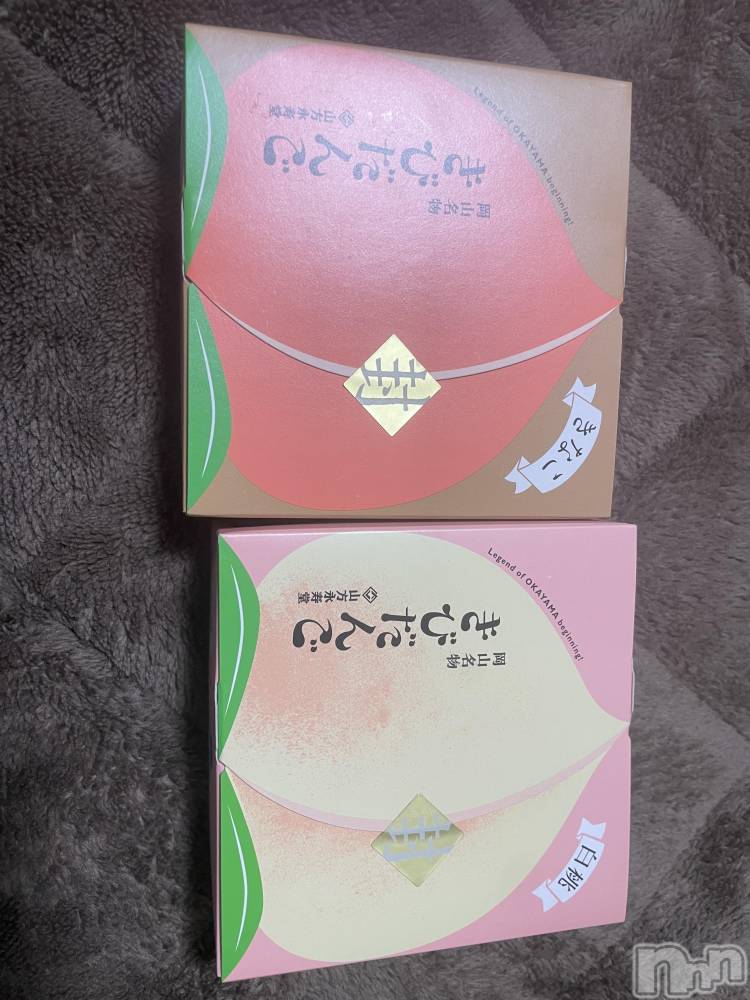 Legend of OKAYAMA beginning!
岡山名物
きびだんご
山方永寿堂
封
きなこ
Legend of OKAYAMA beginning!
岡山名物
きびだんご
山方永寿堂
封
白桃
nnn